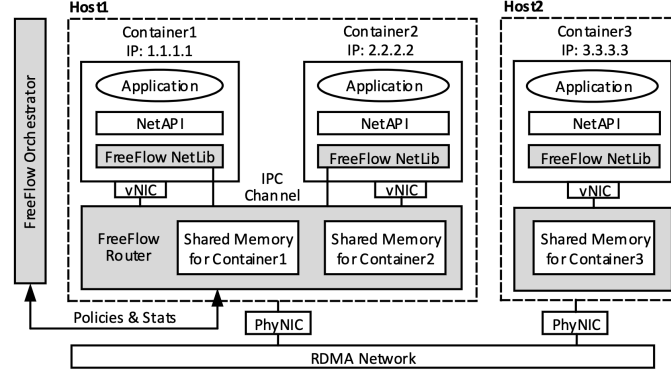 Host1
Host2
FreeFlow Orchestrator
Container1
IP: 1.1.1.1
Application
NetAPI
FreeFlow NetLib
vNIC
Container2
IP: 2.2.2.2
Application
NetAPI
FreeFlow NetLib
vNIC
IPC
Channel
Container3
IP: 3.3.3.3
Application
NetAPI
FreeFlow NetLib
vNIC
FreeFlow
Router
Shared Memory
for Container1
Shared Memory
for Container2
Shared Memory
for Container3
Policies & Stats
PhyNIC
PhyNIC
RDMA Network